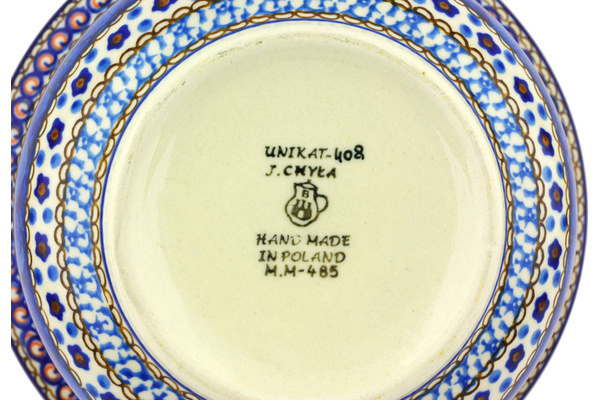 UNIKAT-408
J. CHYŁA
HAND MADE
IN POLAND
M.M-485